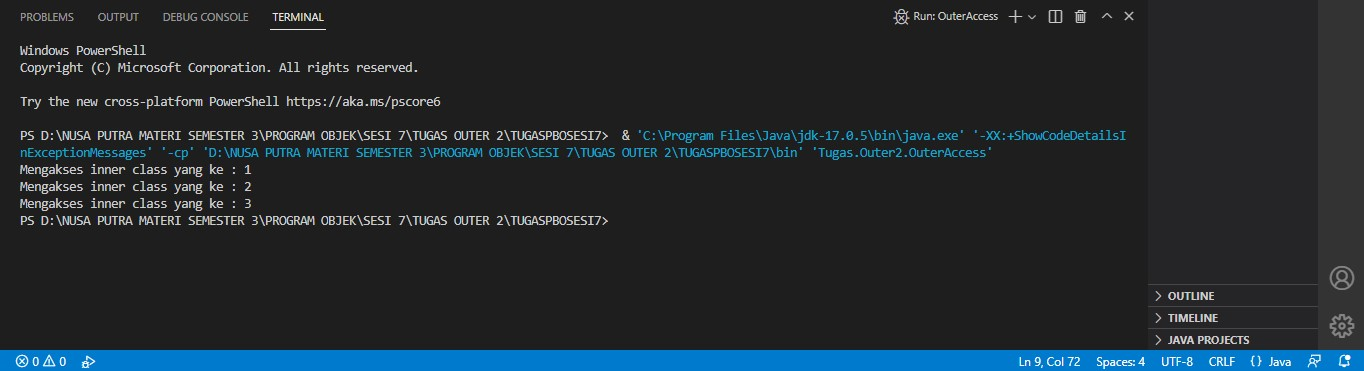 PROBLEMS OUTPUT DEBUG CONSOLE TERMINAL Run: OuterAccess
Windows PowerShell
Copyright (C) Microsoft Corporation. All rights reserved.
Try the new cross-platform PowerShell https://aka.ms/pscore6
PS D:\NUSA PUTRA MATERI SEMESTER 3\PROGRAM OBJEK\SESI 7\TUGAS OUTER 2\TUGASPBOSESI7>  & 'C:\Program Files\Java\jdk-17.0.5\bin\java.exe' '-XX:+ShowCodeDetailsI
nExceptionMessages' '-cp' 'D:\NUSA PUTRA MATERI SEMESTER 3\PROGRAM OBJEK\SESI 7\TUGAS OUTER 2\TUGASPBOSESI7\bin' 'Tugas.Outer2.OuterAccess'
Mengakses inner class yang ke : 1
Mengakses inner class yang ke : 2
Mengakses inner class yang ke : 3
PS D:\NUSA PUTRA MATERI SEMESTER 3\PROGRAM OBJEK\SESI 7\TUGAS OUTER 2\TUGASPBOSESI7>
OUTLINE
TIMELINE
JAVA PROJECTS
0 0 Ln 9, Col 72 Spaces: 4 UTF-8 CRLF {} Java